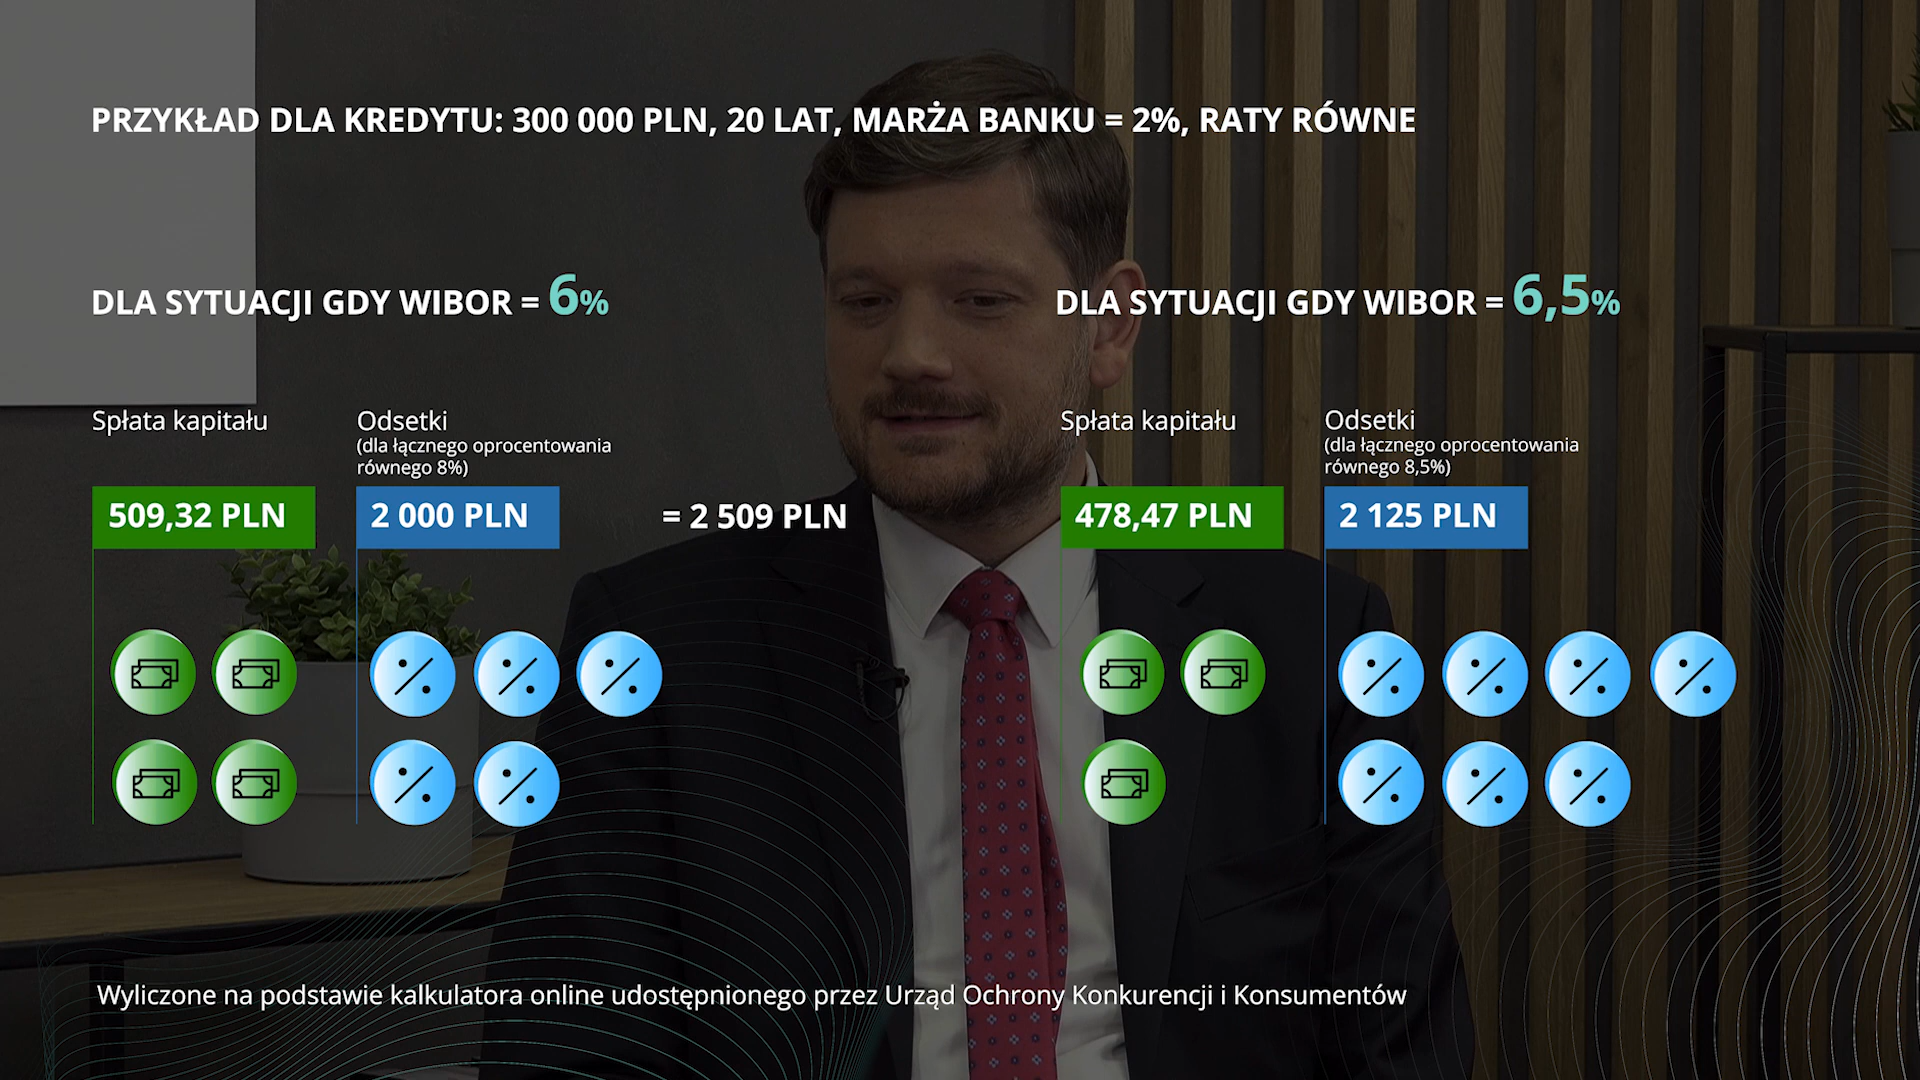 PRZYKŁAD DLA KREDYTU: 300 000 PLN, 20 LAT, MARŻA BANKU = 2%, RATY RÓWNE
DLA SYTUACJI GDY WIBOR = 6%
Spłata kapitału
Odsetki
(dla łącznego oprocentowania
równego 8%)
509,32 PLN
2 000 PLN
= 2 509 PLN
DLA SYTUACJI GDY WIBOR = 6,5%
Spłata kapitału
Odsetki
(dla łącznego oprocentowania
równego 8,5%)
478,47 PLN
2 125 PLN
Wyliczone na podstawie kalkulatora online udostępnionego przez Urząd Ochrony Konkurencji i Konsumentów